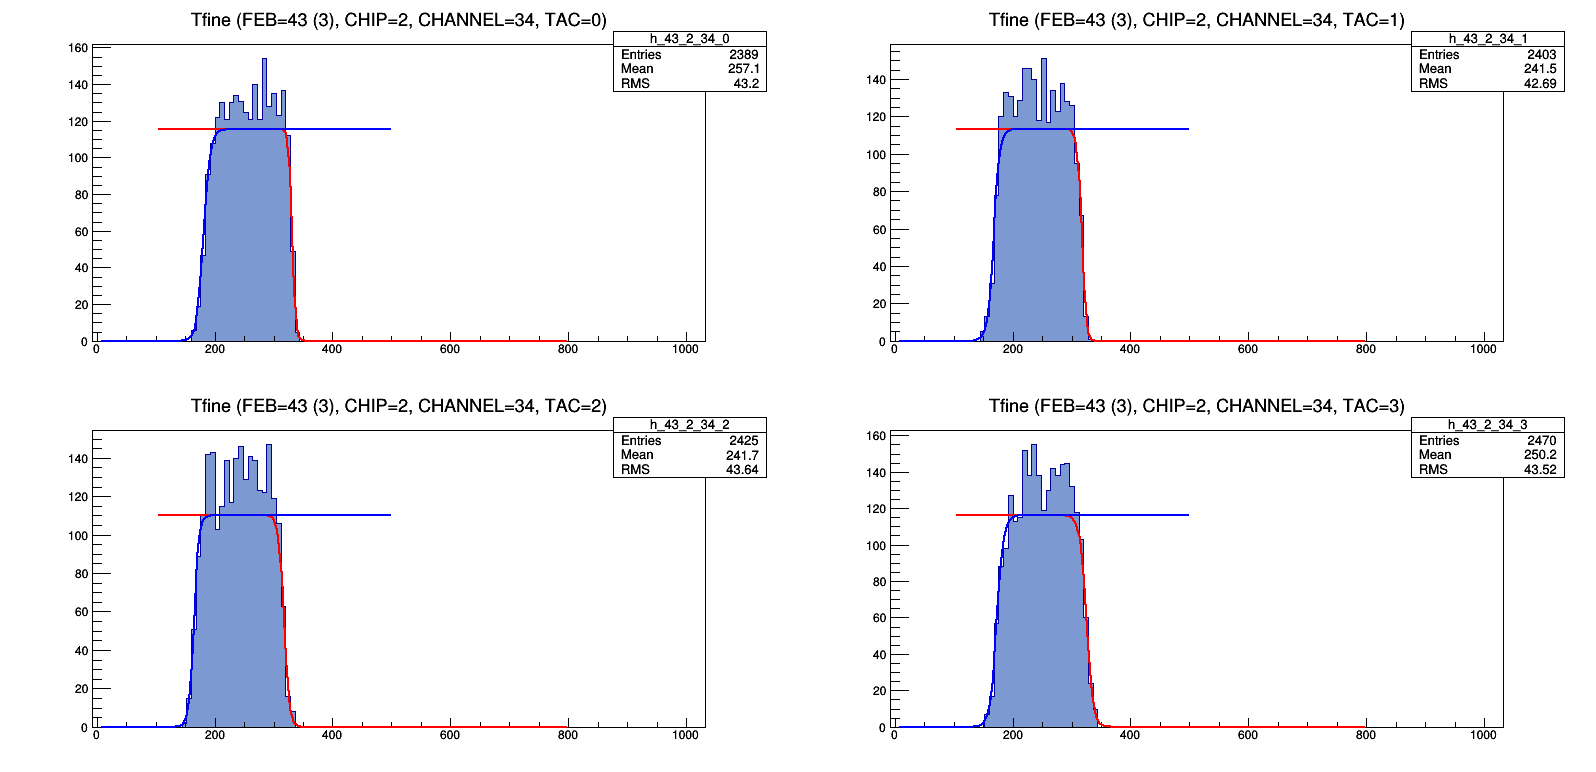 Tfine (FEB=43 (3), CHIP=2, CHANNEL=34, TAC=0)
h_43_2_34_0
Entries 2389
Mean 257.1
RMS 43.2
160
140
120
100
80
60
40
20
0
0 200 400 600 800 1000
Tfine (FEB=43 (3), CHIP=2, CHANNEL=34, TAC=1)
h_43_2_34_1
Entries 2403
Mean 241.5
RMS 42.69
140
120
100
80
60
40
20
0
0 200 400 600 800 1000
Tfine (FEB=43 (3), CHIP=2, CHANNEL=34, TAC=2)
h_43_2_34_2
Entries 2425
Mean 241.7
RMS 43.64
140
120
100
80
60
40
20
0
0 200 400 600 800 1000
Tfine (FEB=43 (3), CHIP=2, CHANNEL=34, TAC=3)
h_43_2_34_3
Entries 2470
Mean 250.2
RMS 43.52
160
140
120
100
80
60
40
20
0
0 200 400 600 800 1000